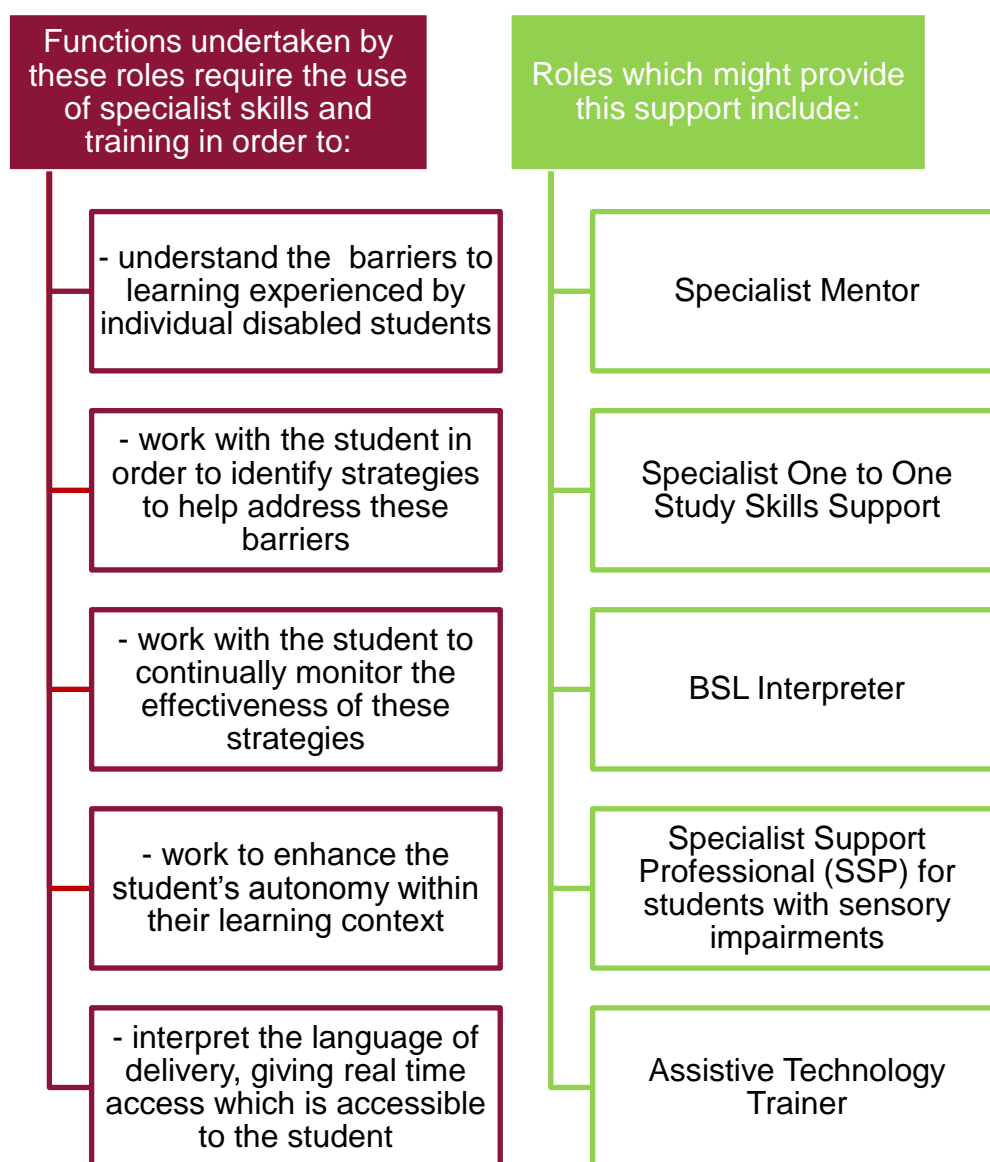 Functions undertaken by
these roles require the use
of specialist skills and
training in order to:
- understand the barriers to
learning experienced by
individual disabled students
- work with the student in
order to identify strategies
to help address these
barriers
- work with the student to
continually monitor the
effectiveness of these
strategies
- work to enhance the
student’s autonomy within
their learning context
- interpret the language of
delivery, giving real time
access which is accessible
to the student
Roles which might provide
this support include:
Specialist Mentor
Specialist One to One
Study Skills Support
BSL Interpreter
Specialist Support
Professional (SSP) for
students with sensory
impairments
Assistive Technology
Trainer